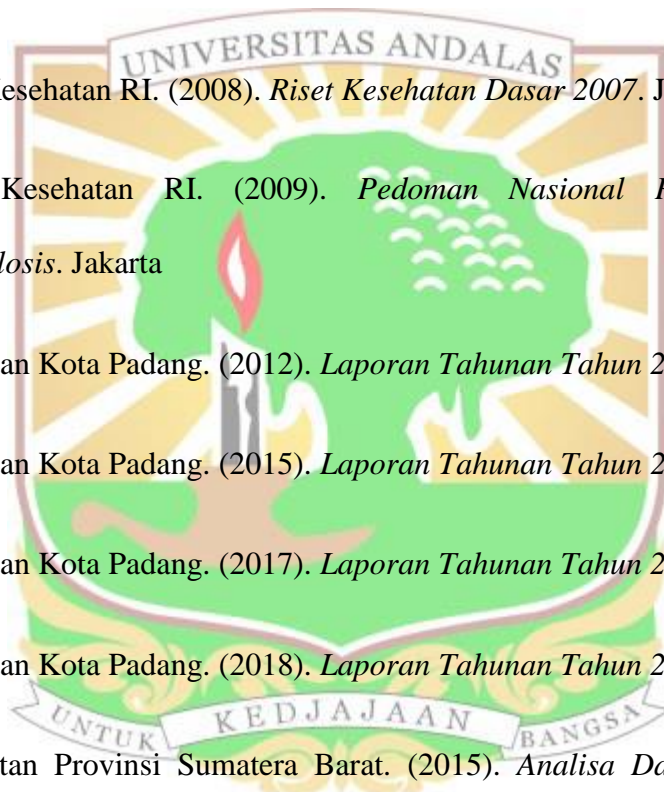 UNIVERSITAS ANDALAS
Kesehatan RI. (2008). Riset Kesehatan Dasar 2007. J
Kesehatan RI. (2009). Pedoman Nasional
losis. Jakarta
an Kota Padang. (2012). Laporan Tahunan Tahun 2
an Kota Padang. (2015). Laporan Tahunan Tahun 2
an Kota Padang. (2017). Laporan Tahunan Tahun 2
an Kota Padang. (2018). Laporan Tahunan Tahun 2
UNTUK KEDJAJAAN BANGSA
tan Provinsi Sumatera Barat. (2015). Analisa Da